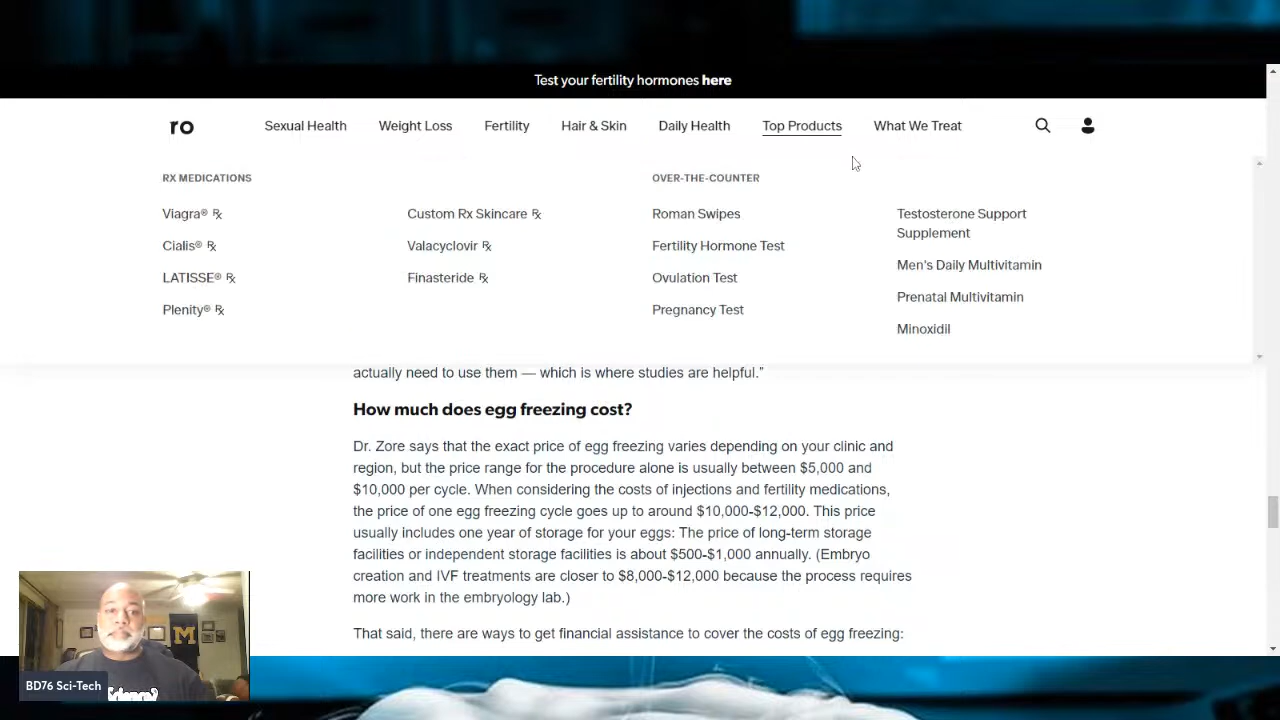 Test your fertility hormones here
ro
Sexual Health
Weight Loss
Fertility
Hair & Skin
Daily Health
Top Products
What We Treat
RX MEDICATIONS
Viagra® ℞
Cialis® ℞
LATISSE® ℞
Plenity® ℞
Custom Rx Skincare ℞
Valacyclovir ℞
Finasteride ℞
OVER-THE-COUNTER
Roman Swipes
Fertility Hormone Test
Ovulation Test
Pregnancy Test
Testosterone Support
Supplement
Men's Daily Multivitamin
Prenatal Multivitamin
Minoxidil
actually need to use them — which is where studies are helpful.”
How much does egg freezing cost?
Dr. Zore says that the exact price of egg freezing varies depending on your clinic and
region, but the price range for the procedure alone is usually between $5,000 and
$10,000 per cycle. When considering the costs of injections and fertility medications,
the price of one egg freezing cycle goes up to around $10,000-$12,000. This price
usually includes one year of storage for your eggs: The price of long-term storage
facilities or independent storage facilities is about $500-$1,000 annually. (Embryo
creation and IVF treatments are closer to $8,000-$12,000 because the process requires
more work in the embryology lab.)
That said, there are ways to get financial assistance to cover the costs of egg freezing:
M
BD76 Sci-Tech